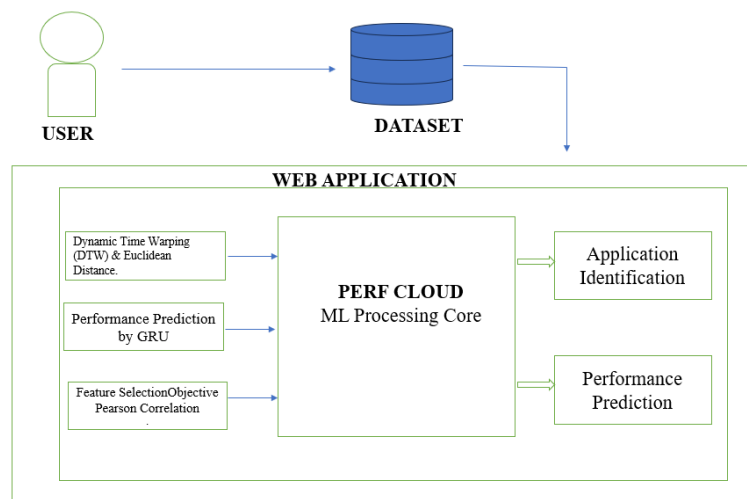 USER
DATASET
WEB APPLICATION
Dynamic Time Warping
(DTW) & Euclidean
Distance.
Performance Prediction
by GRU
Feature SelectionObjective
Pearson Correlation
.
PERF CLOUD
ML Processing Core
Application
Identification
Performance
Prediction